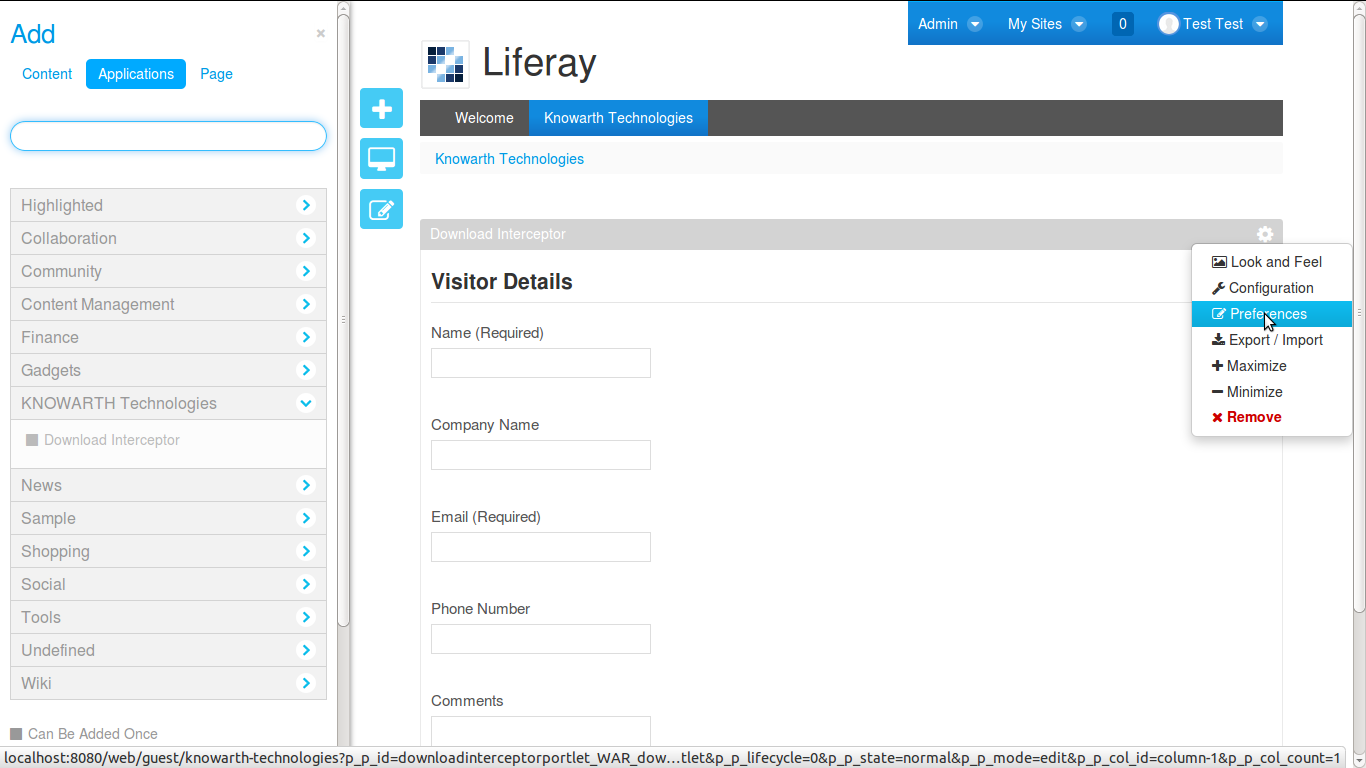 Add
×
Content Applications Page
Highlighted
Collaboration
Community
Content Management
Finance
Gadgets
KNOWARTH Technologies
Download Interceptor
News
Sample
Shopping
Social
Tools
Undefined
Wiki
Can Be Added Once
Admin My Sites 0 Test Test
Liferay
Welcome Knowarth Technologies
Knowarth Technologies
Download Interceptor
Look and Feel
Configuration
Preferences
Export / Import
Maximize
Minimize
Remove
Visitor Details
Name (Required)
Company Name
Email (Required)
Phone Number
Comments
localhost:8080/web/guest/knowarth-technologies?p_p_id=downloadinterceptorportlet_WAR_dow...tlet&p_p_lifecycle=0&p_p_state=normal&p_p_mode=edit&p_p_col_id=column-1&p_p_col_count=1